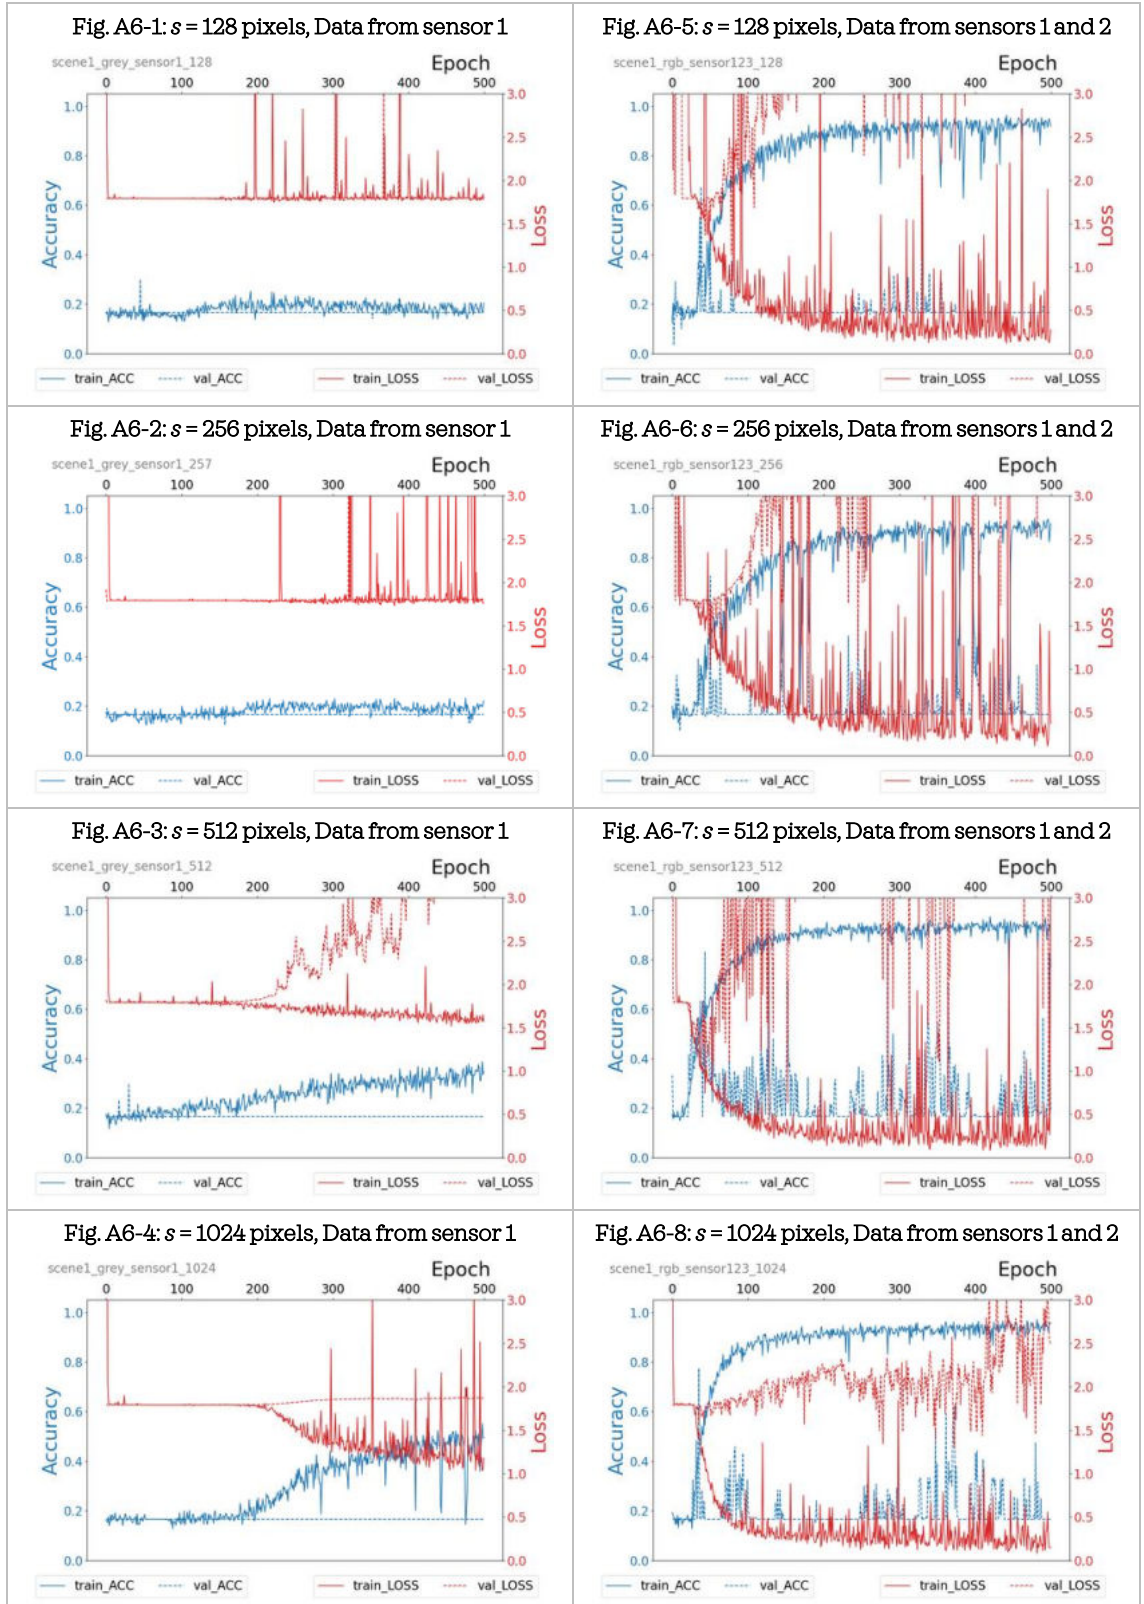 Fig. A6-1: s = 128 pixels, Data from sensor 1
scene1_grey_sensor1_128
Epoch
0 100 200 300 400 500
1.0
0.8
0.6
0.4
0.2
0.0
Accuracy
3.0
2.5
2.0
1.5
1.0
0.5
0.0
Loss
train_ACC val_ACC train_LOSS val_LOSS
Fig. A6-5: s = 128 pixels, Data from sensors 1 and 2
scene1_rgb_sensor123_128
Epoch
0 100 200 300 400 500
1.0
0.8
0.6
0.4
0.2
0.0
Accuracy
3.0
2.5
2.0
1.5
1.0
0.5
0.0
Loss
train_ACC val_ACC train_LOSS val_LOSS
Fig. A6-2: s = 256 pixels, Data from sensor 1
scene1_grey_sensor1_257
Epoch
0 100 200 300 400 500
1.0
0.8
0.6
0.4
0.2
0.0
Accuracy
3.0
2.5
2.0
1.5
1.0
0.5
0.0
Loss
train_ACC val_ACC train_LOSS val_LOSS
Fig. A6-6: s = 256 pixels, Data from sensors 1 and 2
scene1_rgb_sensor123_256
Epoch
0 100 200 300 400 500
1.0
0.8
0.6
0.4
0.2
0.0
Accuracy
3.0
2.5
2.0
1.5
1.0
0.5
0.0
Loss
train_ACC val_ACC train_LOSS val_LOSS
Fig. A6-3: s = 512 pixels, Data from sensor 1
scene1_grey_sensor1_512
Epoch
0 100 200 300 400 500
1.0
0.8
0.6
0.4
0.2
0.0
Accuracy
3.0
2.5
2.0
1.5
1.0
0.5
0.0
Loss
train_ACC val_ACC train_LOSS val_LOSS
Fig. A6-7: s = 512 pixels, Data from sensors 1 and 2
scene1_rgb_sensor123_512
Epoch
0 100 200 300 400 500
1.0
0.8
0.6
0.4
0.2
0.0
Accuracy
3.0
2.5
2.0
1.5
1.0
0.5
0.0
Loss
train_ACC val_ACC train_LOSS val_LOSS
Fig. A6-4: s = 1024 pixels, Data from sensor 1
scene1_grey_sensor1_1024
Epoch
0 100 200 300 400 500
1.0
0.8
0.6
0.4
0.2
0.0
Accuracy
3.0
2.5
2.0
1.5
1.0
0.5
0.0
Loss
train_ACC val_ACC train_LOSS val_LOSS
Fig. A6-8: s = 1024 pixels, Data from sensors 1 and 2
scene1_rgb_sensor123_1024
Epoch
0 100 200 300 400 500
1.0
0.8
0.6
0.4
0.2
0.0
Accuracy
3.0
2.5
2.0
1.5
1.0
0.5
0.0
Loss
train_ACC val_ACC train_LOSS val_LOSS